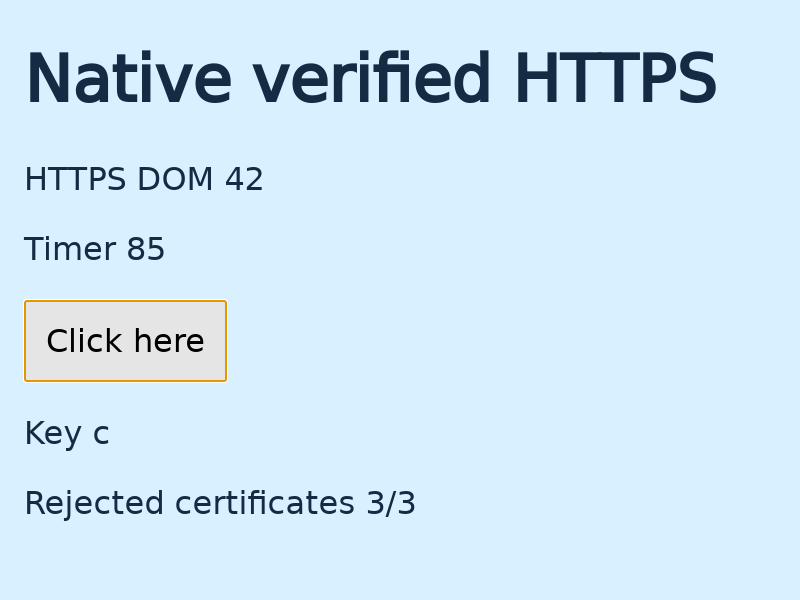 Native verified HTTPS
HTTPS DOM 42
Timer 85
Click here
Key c
Rejected certificates 3/3